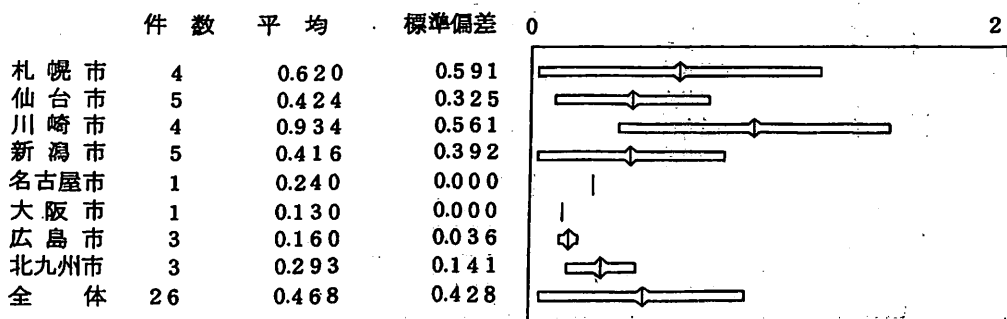 件数 平均 標準偏差 0 2
札幌市 4 0.620 0.591
仙台市 5 0.424 0.325
川崎市 4 0.934 0.561
新潟市 5 0.416 0.392
名古屋市 1 0.240 0.000
大阪市 1 0.130 0.000
広島市 3 0.160 0.036
北九州市 3 0.293 0.141
全体 26 0.468 0.428